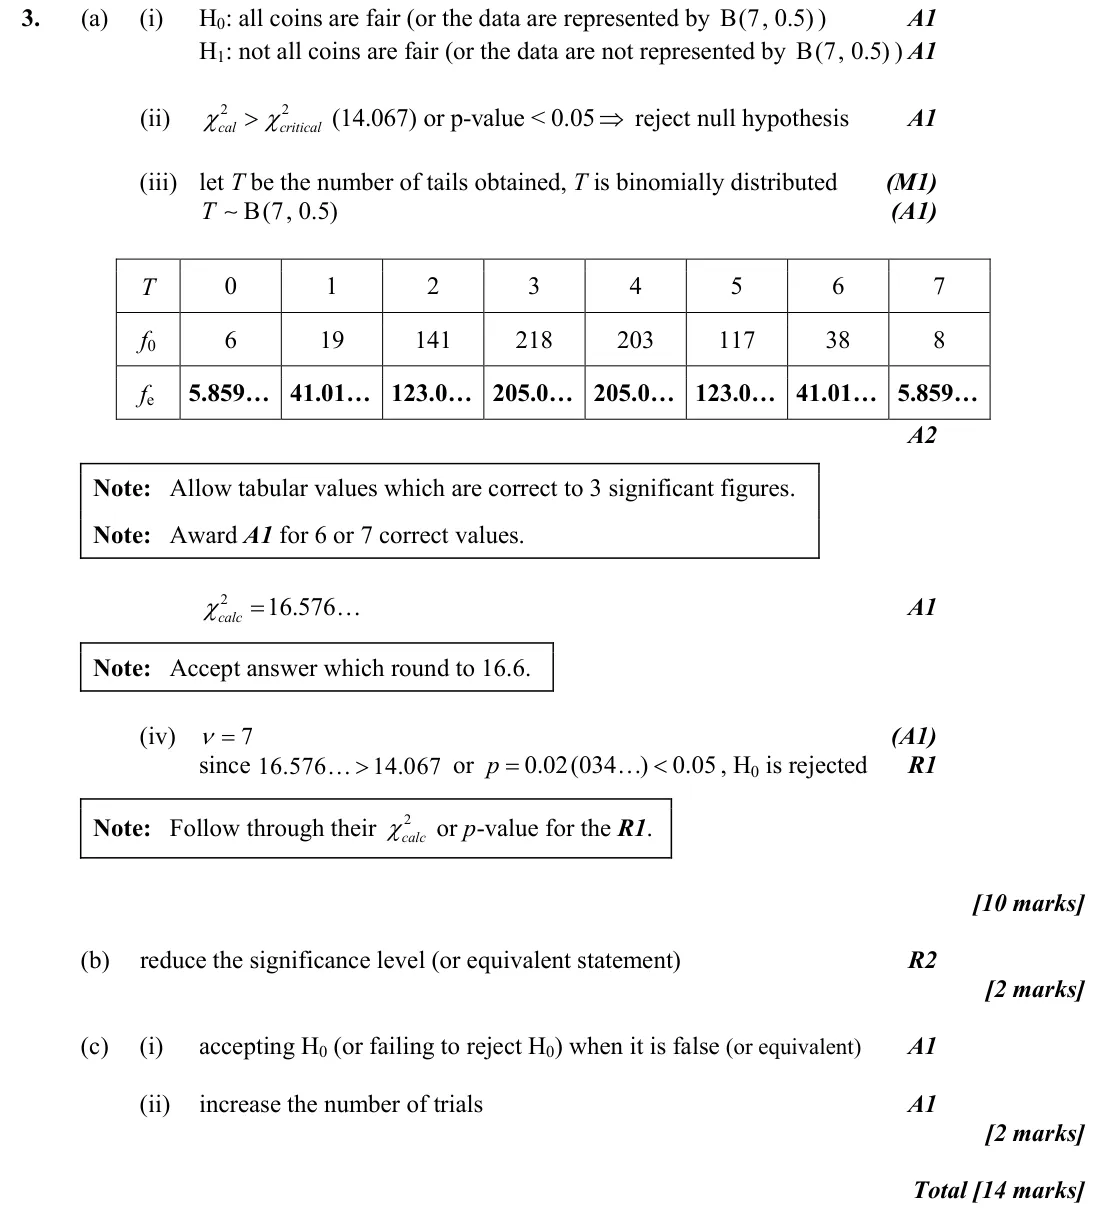 3. (a) (i) H₀: all coins are fair (or the data are represented by B(7, 0.5)) A1
H₁: not all coins are fair (or the data are not represented by B(7, 0.5)) A1
(ii) χ²cal > χ²critical (14.067) or p-value < 0.05 ⇒ reject null hypothesis A1
(iii) let T be the number of tails obtained, T is binomially distributed (M1)
T ~ B(7, 0.5) (A1)
T 0 1 2 3 4 5 6 7
f₀ 6 19 141 218 203 117 38 8
fₑ 5.859… 41.01… 123.0… 205.0… 205.0… 123.0… 41.01… 5.859…
A2
Note: Allow tabular values which are correct to 3 significant figures.
Note: Award A1 for 6 or 7 correct values.
χ²calc = 16.576… A1
Note: Accept answer which round to 16.6.
(iv) ν = 7 (A1)
since 16.576… > 14.067 or p = 0.02(034…) < 0.05, H₀ is rejected R1
Note: Follow through their χ²calc or p-value for the R1.
[10 marks]
(b) reduce the significance level (or equivalent statement) R2
[2 marks]
(c) (i) accepting H₀ (or failing to reject H₀) when it is false (or equivalent) A1
(ii) increase the number of trials A1
[2 marks]
Total [14 marks]